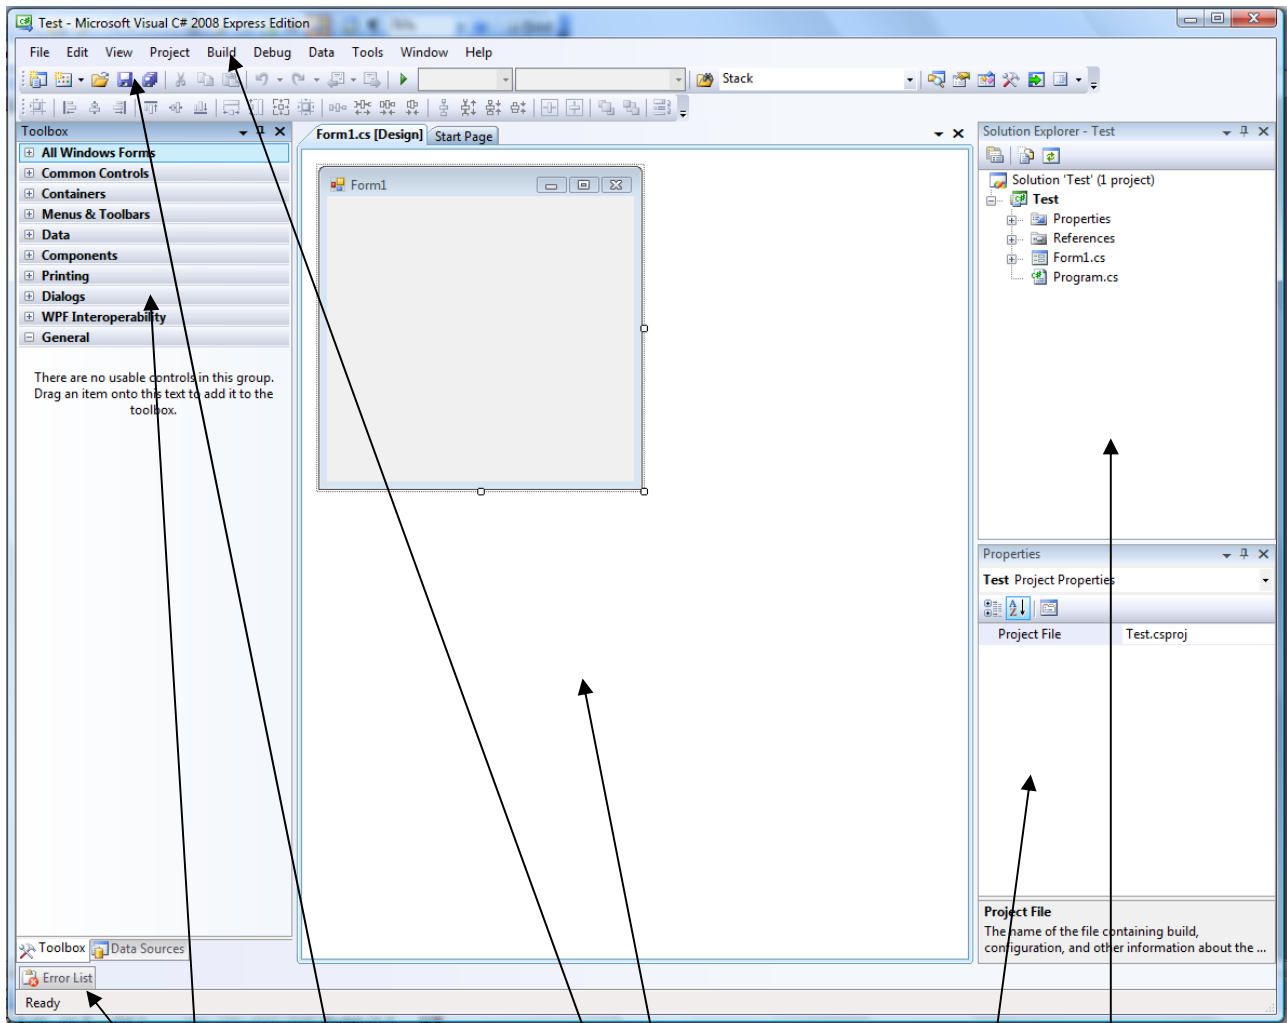 Test - Microsoft Visual C# 2008 Express Edition
File Edit View Project Build Debug Data Tools Window Help
Stack
Toolbox
All Windows Forms
Common Controls
Containers
Menus & Toolbars
Data
Components
Printing
Dialogs
WPF Interoperability
General
There are no usable controls in this group.
Drag an item onto this text to add it to the
toolbox.
Toolbox Data Sources
Error List
Ready
Form1.cs [Design] Start Page
Form1
Solution Explorer - Test
Solution 'Test' (1 project)
Test
Properties
References
Form1.cs
Program.cs
Properties
Test Project Properties
Project File Test.csproj
Project File
The name of the file containing build,
configuration, and other information about the ...